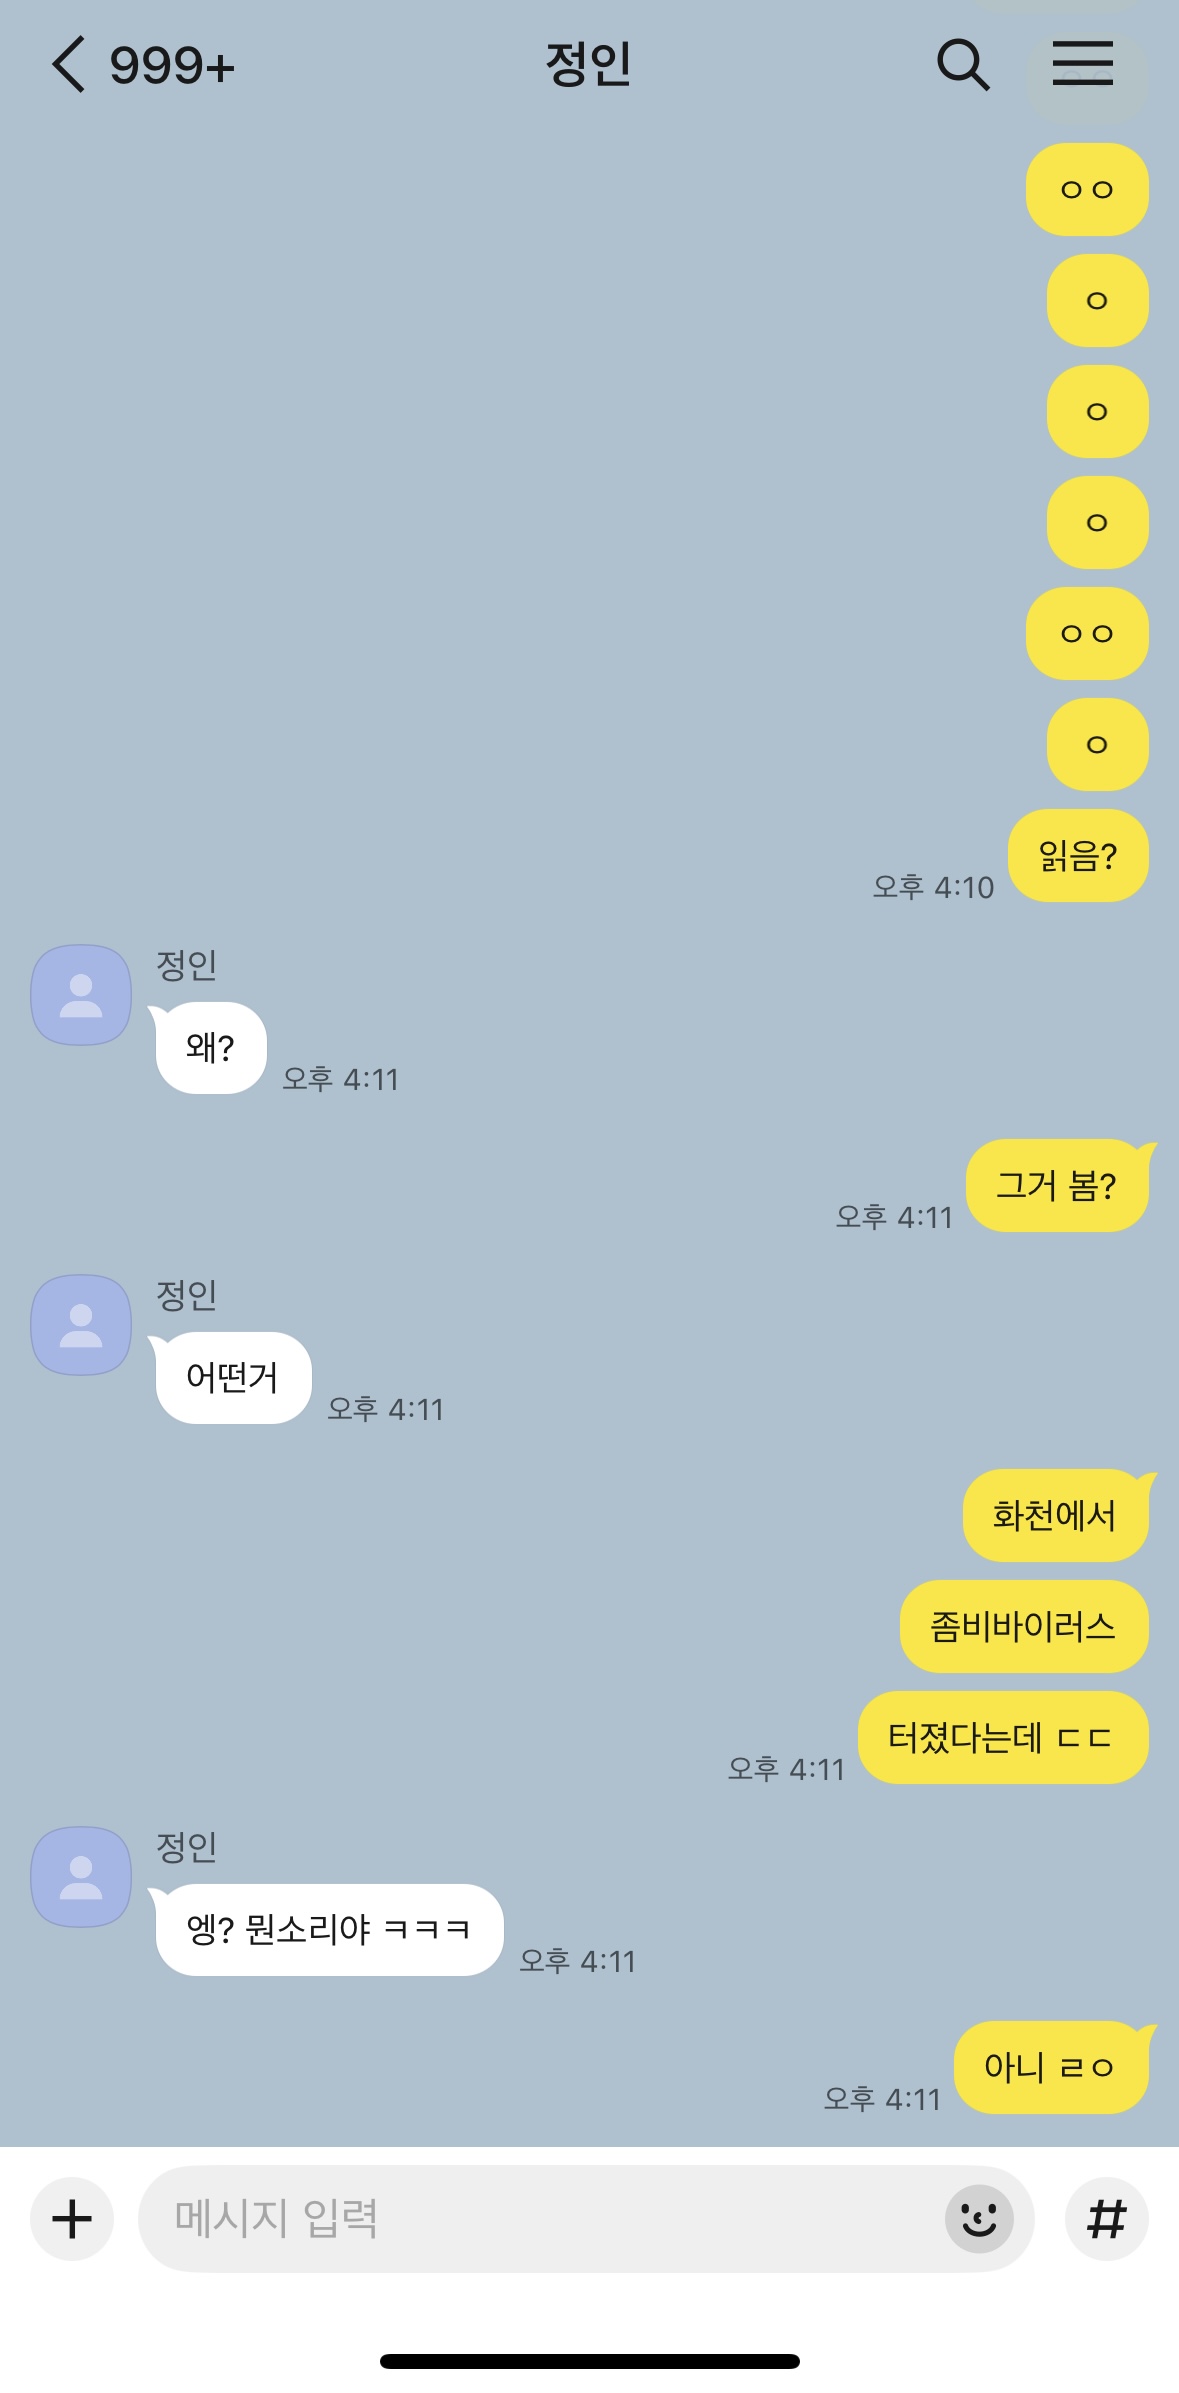 999+
정인
ㅇㅇ
ㅇㅇ
ㅇ
ㅇ
ㅇ
ㅇㅇ
ㅇ
읽음?
오후 4:10
정인
왜?
오후 4:11
그거 봄?
오후 4:11
정인
어떤거
오후 4:11
화천에서
좀비바이러스
터졌다는데 ㄷㄷ
오후 4:11
정인
엥? 뭔소리야 ㅋㅋㅋ
오후 4:11
아니 ㄹㅇ
오후 4:11
메시지 입력
#